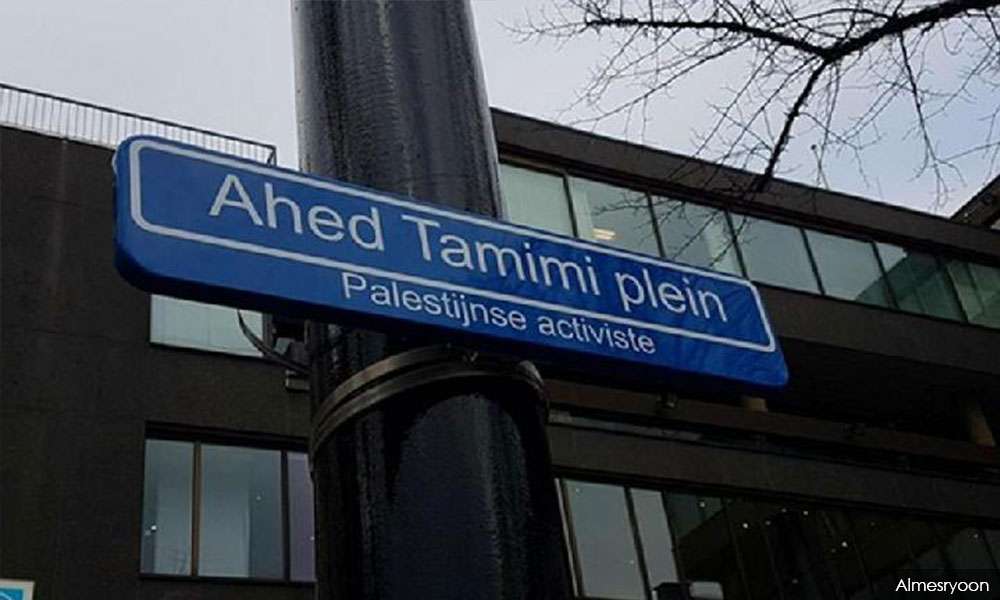 Ahed Tamimi plein
Palestijnse activiste
Almesryoon